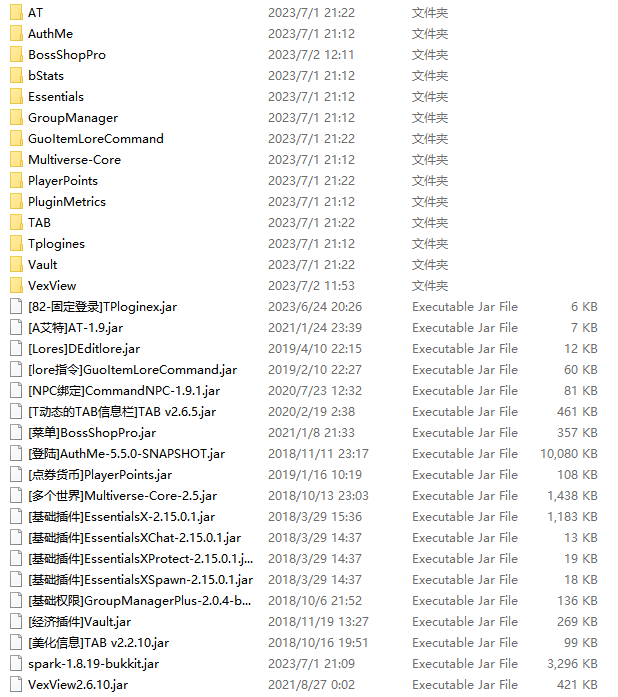 AT 2023/7/1 21:22 文件夹
AuthMe 2023/7/1 21:12 文件夹
BossShopPro 2023/7/2 12:11 文件夹
bStats 2023/7/1 21:12 文件夹
Essentials 2023/7/1 21:12 文件夹
GroupManager 2023/7/1 21:12 文件夹
GuoItemLoreCommand 2023/7/1 21:22 文件夹
Multiverse-Core 2023/7/1 21:12 文件夹
PlayerPoints 2023/7/1 21:22 文件夹
PluginMetrics 2023/7/1 21:12 文件夹
TAB 2023/7/1 21:22 文件夹
Tplogines 2023/7/1 21:12 文件夹
Vault 2023/7/1 21:22 文件夹
VexView 2023/7/2 11:53 文件夹
[82-固定登录]TPloginex.jar 2023/6/24 20:26 Executable Jar File 6 KB
[A艾特]AT-1.9.jar 2021/1/24 23:39 Executable Jar File 7 KB
[Lores]DEditlore.jar 2019/4/10 22:15 Executable Jar File 12 KB
[lore指令]GuoItemLoreCommand.jar 2019/2/10 22:27 Executable Jar File 60 KB
[NPC绑定]CommandNPC-1.9.1.jar 2020/7/23 12:32 Executable Jar File 81 KB
[T动态的TAB信息栏]TAB v2.6.5.jar 2020/2/19 2:38 Executable Jar File 461 KB
[菜单]BossShopPro.jar 2021/1/8 21:33 Executable Jar File 357 KB
[登陆]AuthMe-5.5.0-SNAPSHOT.jar 2018/11/11 23:17 Executable Jar File 10,080 KB
[点券货币]PlayerPoints.jar 2019/1/16 10:19 Executable Jar File 108 KB
[多个世界]Multiverse-Core-2.5.jar 2018/10/13 23:03 Executable Jar File 1,438 KB
[基础插件]EssentialsX-2.15.0.1.jar 2018/3/29 15:36 Executable Jar File 1,183 KB
[基础插件]EssentialsXChat-2.15.0.1.jar 2018/3/29 14:37 Executable Jar File 13 KB
[基础插件]EssentialsXProtect-2.15.0.1.j... 2018/3/29 14:37 Executable Jar File 19 KB
[基础插件]EssentialsXSpawn-2.15.0.1.jar 2018/3/29 14:37 Executable Jar File 18 KB
[基础权限]GroupManagerPlus-2.0.4-b... 2018/10/6 21:52 Executable Jar File 136 KB
[经济插件]Vault.jar 2018/11/19 13:27 Executable Jar File 269 KB
[美化信息]TAB v2.2.10.jar 2018/10/16 19:51 Executable Jar File 99 KB
spark-1.8.19-bukkit.jar 2023/7/1 21:09 Executable Jar File 3,296 KB
VexView2.6.10.jar 2021/8/27 0:02 Executable Jar File 421 KB